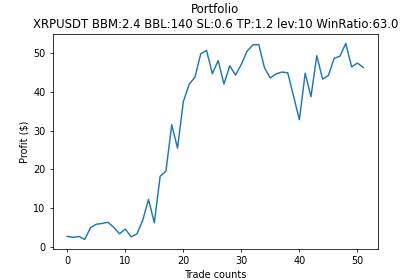 Portfolio
XRPUSDT BBM:2.4 BBL:140 SL:0.6 TP:1.2 lev:10 WinRatio:63.0
Profit ($)
50
40
30
20
10
0
0 10 20 30 40 50
Trade counts